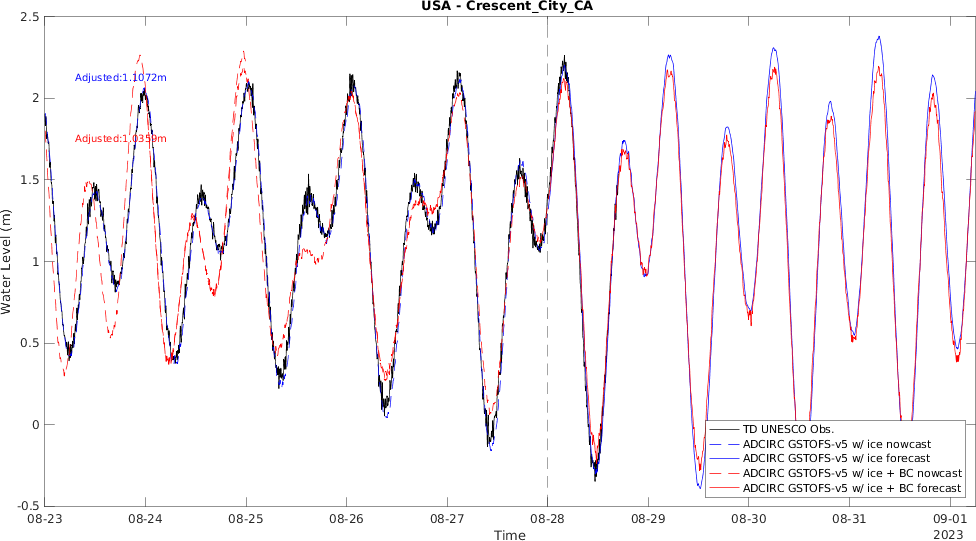 USA - Crescent_City_CA
2.5
2
1.5
1
0.5
0
-0.5
Water Level (m)
Adjusted:1.1072m
Adjusted:1.0359m
TD UNESCO Obs.
ADCIRC GSTOFS-v5 w/ ice nowcast
ADCIRC GSTOFS-v5 w/ ice forecast
ADCIRC GSTOFS-v5 w/ ice + BC nowcast
ADCIRC GSTOFS-v5 w/ ice + BC forecast
08-23 08-24 08-25 08-26 08-27 08-28 08-29 08-30 08-31 09-01
2023
Time